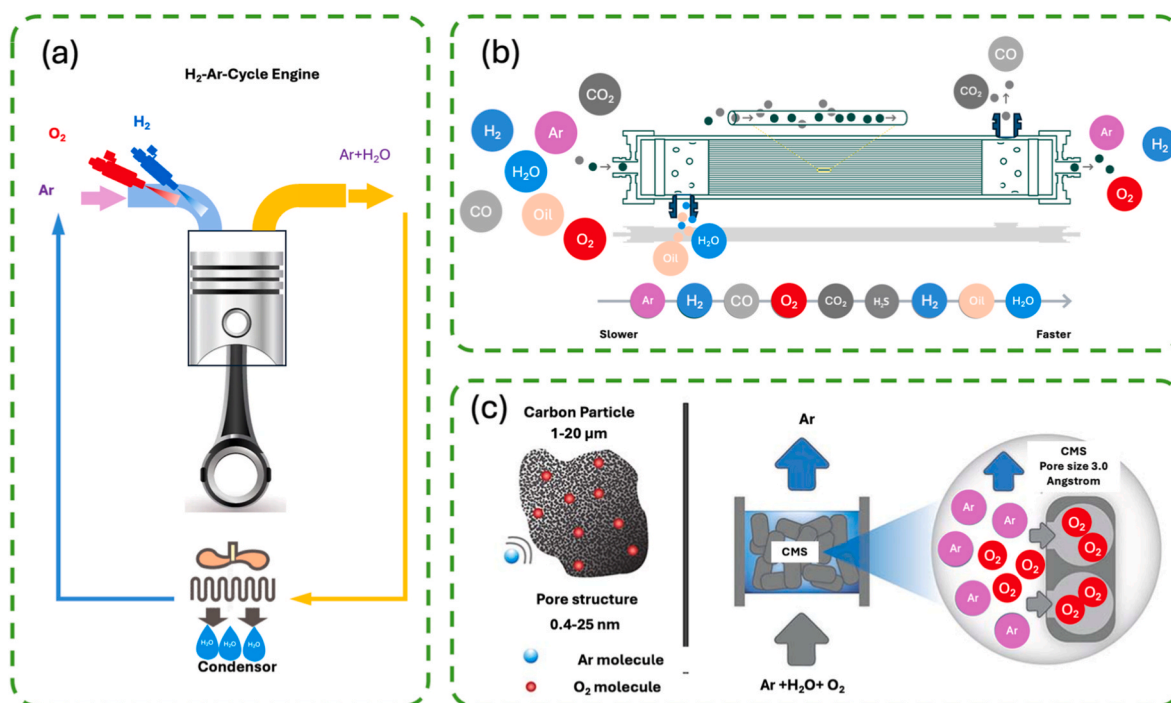 (a)
H₂-Ar-Cycle Engine
O₂
H₂
Ar
Ar+H₂O
H₂O
H₂O
H₂O
Condensor
(b)
CO
CO₂
CO₂
H₂
Ar
H₂O
CO
Oil
O₂
Oil
H₂O
Ar
H₂
O₂
Ar
H₂
CO
O₂
CO₂
H₂S
H₂
Oil
H₂O
Slower
Faster
(c)
Carbon Particle
1-20 µm
Pore structure
0.4-25 nm
Ar molecule
O₂ molecule
Ar
CMS
Ar +H₂O+ O₂
CMS
Pore size 3.0
Angstrom
Ar
Ar
Ar
Ar
Ar
O₂
O₂
O₂
O₂
O₂
O₂
O₂